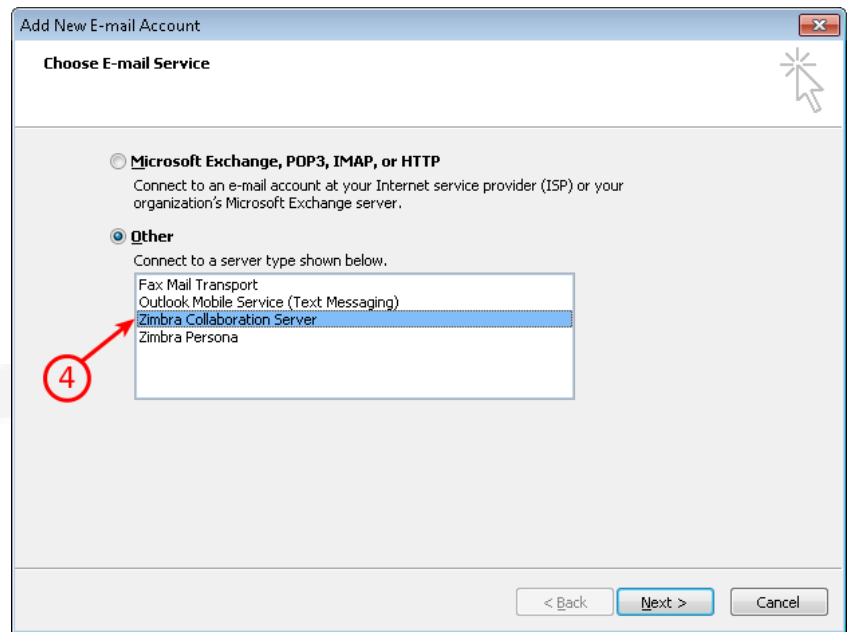 Add New E-mail Account
Choose E-mail Service
Microsoft Exchange, POP3, IMAP, or HTTP
Connect to an e-mail account at your Internet service provider (ISP) or your
organization's Microsoft Exchange server.
Other
Connect to a server type shown below.
Fax Mail Transport
Outlook Mobile Service (Text Messaging)
Zimbra Collaboration Server
Zimbra Persona
4
< Back Next > Cancel